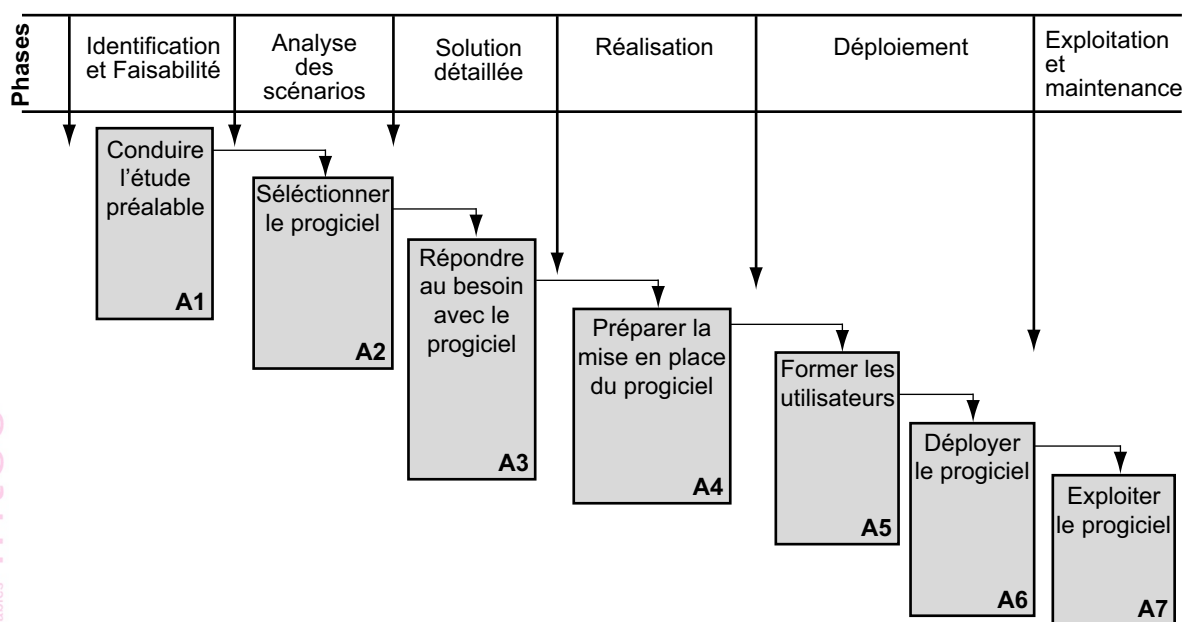 Phases
Identification
et Faisabilité
Analyse
des
scénarios
Solution
détaillée
Réalisation
Déploiement
Exploitation
et
maintenance
Conduire
l'étude
préalable
A1
Séléctionner
le progiciel
A2
Répondre
au besoin
avec le
progiciel
A3
Préparer la
mise en place
du progiciel
A4
Former les
utilisateurs
A5
Déployer
le progiciel
A6
Exploiter
le progiciel
A7